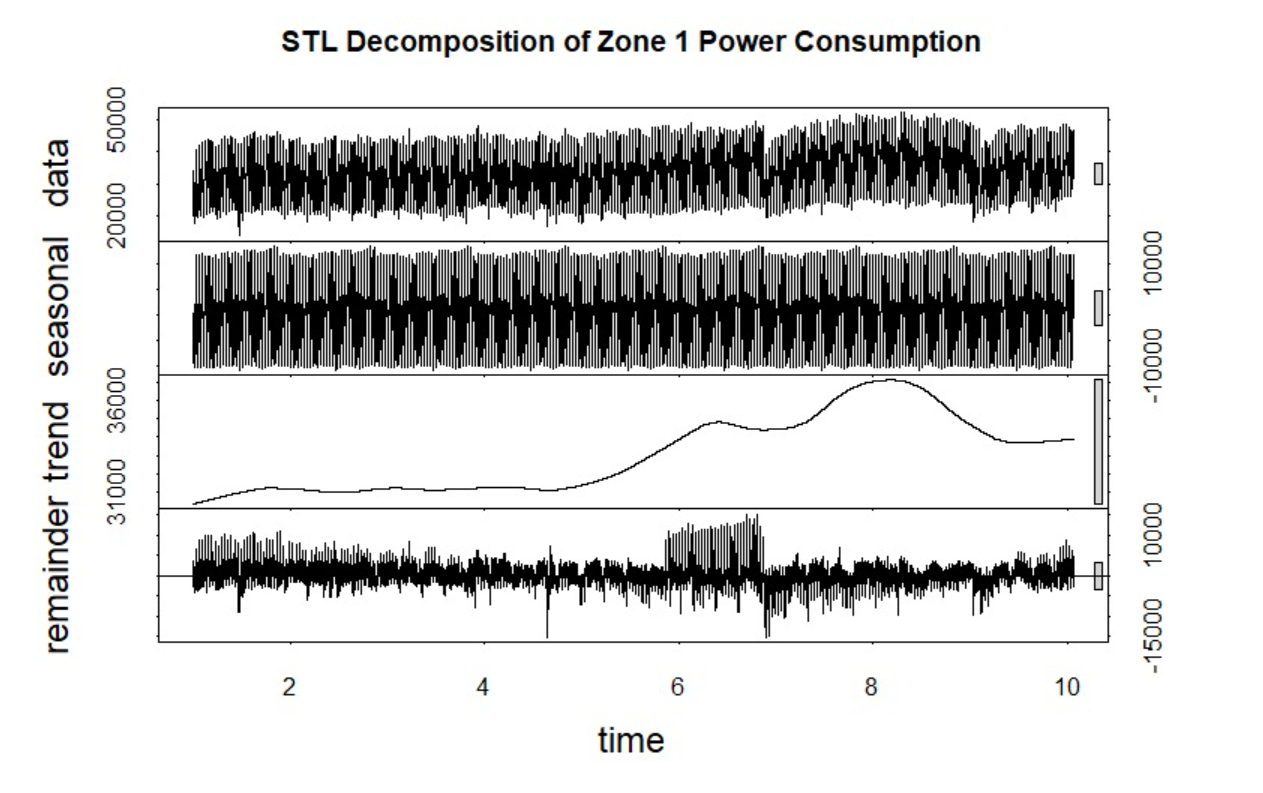 STL Decomposition of Zone 1 Power Consumption
data
20000 50000
seasonal
-10000 10000
trend
31000 36000
remainder
-15000 10000
2 4 6 8 10
time